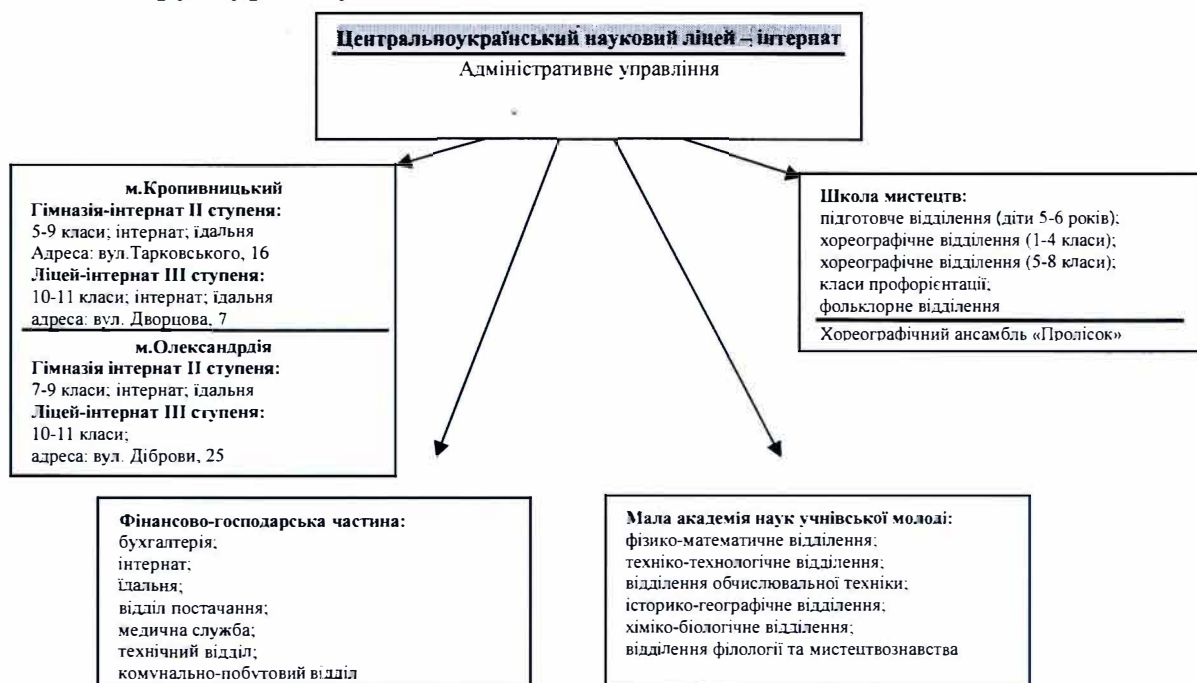 Центральноукраїнський науковий ліцей – інтернат
Адміністративне управління
м.Кропивницький
Гімназія-інтернат ІІ ступеня:
5-9 класи; інтернат; їдальня
Адреса: вул.Тарковського, 16
Ліцей-інтернат ІІІ ступеня:
10-11 класи; інтернат; їдальня
адреса: вул. Дворцова, 7
м.Олександрдія
Гімназія інтернат ІІ ступеня:
7-9 класи; інтернат; їдальня
Ліцей-інтернат ІІІ ступеня:
10-11 класи;
адреса: вул. Діброви, 25
Школа мистецтв:
підготовче відділення (діти 5-6 років);
хореографічне відділення (1-4 класи);
хореографічне відділення (5-8 класи);
класи профорієнтації;
фольклорне відділення
Хореографічний ансамбль «Пролісок»
Фінансово-господарська частина:
бухгалтерія;
інтернат;
їдальня;
відділ постачання;
медична служба;
технічний відділ;
комунально-побутовий відділ
Мала академія наук учнівської молоді:
фізико-математичне відділення;
техніко-технологічне відділення;
відділення обчислювальної техніки;
історико-географічне відділення;
хіміко-біологічне відділення;
відділення філології та мистецтвознавства